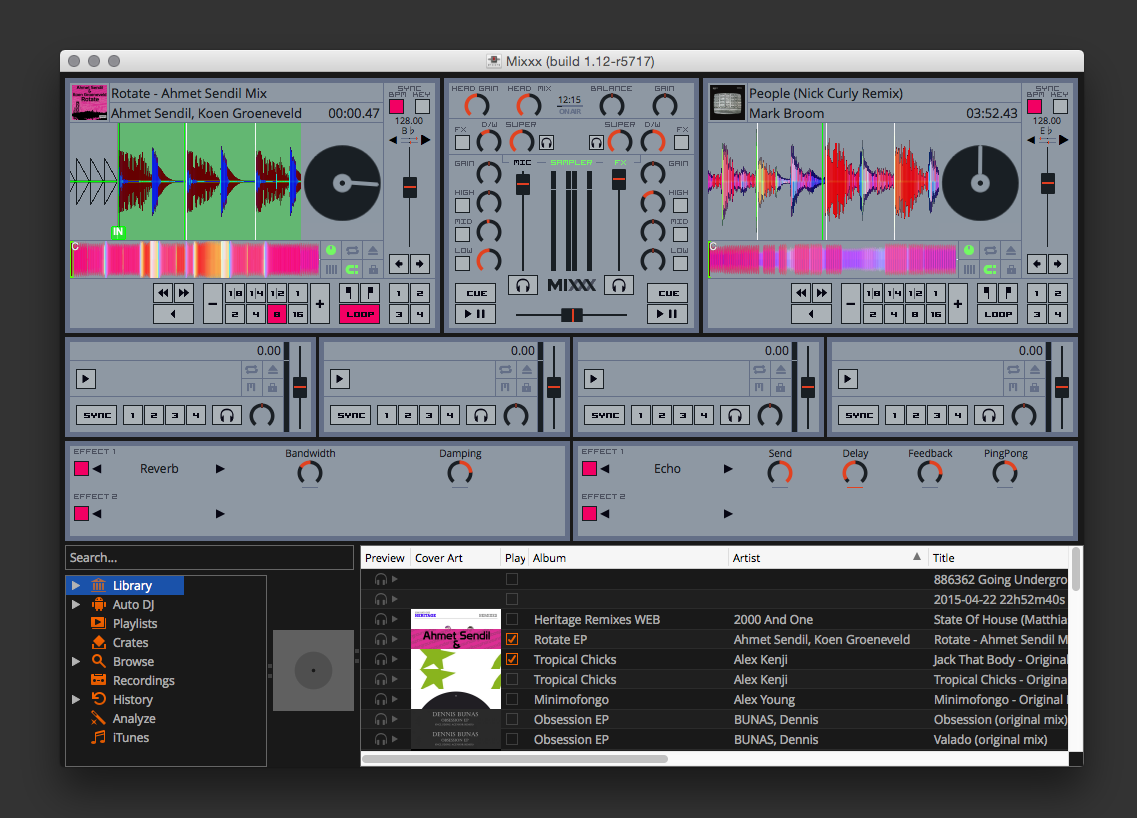 Mixxx (build 1.12-r5717)
Rotate - Ahmet Sendil Mix
Ahmet Sendil, Koen Groeneveld 00:00.47
SYNC
BPM KEY
128.00
B♭
IN
C
1|8 1|4 1|2 1
2 4 8 16
LOOP
1 2
3 4
HEAD GAIN HEAD MIX 12:15 BALANCE GAIN
ON AIR
FX D/W SUPER SUPER D/W FX
MIC SAMPLER FX
GAIN GAIN
HIGH HIGH
MID MID
LOW LOW
CUE MIXXX CUE
People (Nick Curly Remix)
Mark Broom 03:52.43
SYNC
BPM KEY
128.00
E♭
C
1|8 1|4 1|2 1
2 4 8 16
LOOP
1 2
3 4
0.00 0.00 0.00 0.00
SYNC 1 2 3 4 SYNC 1 2 3 4 SYNC 1 2 3 4 SYNC 1 2 3 4
EFFECT 1 Bandwidth Damping
Reverb
EFFECT 2
EFFECT 1 Send Delay Feedback PingPong
Echo
EFFECT 2
Search...
Library
Auto DJ
Playlists
Crates
Browse
Recordings
History
Analyze
iTunes
Preview Cover Art Play Album Artist Title
886362 Going Undergro
2015-04-22 22h52m40s
Heritage Remixes WEB 2000 And One State Of House (Matthia
Rotate EP Ahmet Sendil, Koen Groeneveld Rotate - Ahmet Sendil M
Tropical Chicks Alex Kenji Jack That Body - Original
Tropical Chicks Alex Kenji Tropical Chicks - Original
Minimofongo Alex Young Minimofongo - Original
Obsession EP BUNAS, Dennis Obsession (original mix)
Obsession EP BUNAS, Dennis Valado (original mix)
HERITAGE REMIXES
Ahmet Sendil
&
DENNIS BUNAS
OBSESSION EP
DENNIS BUNAS
OBSESSION EP